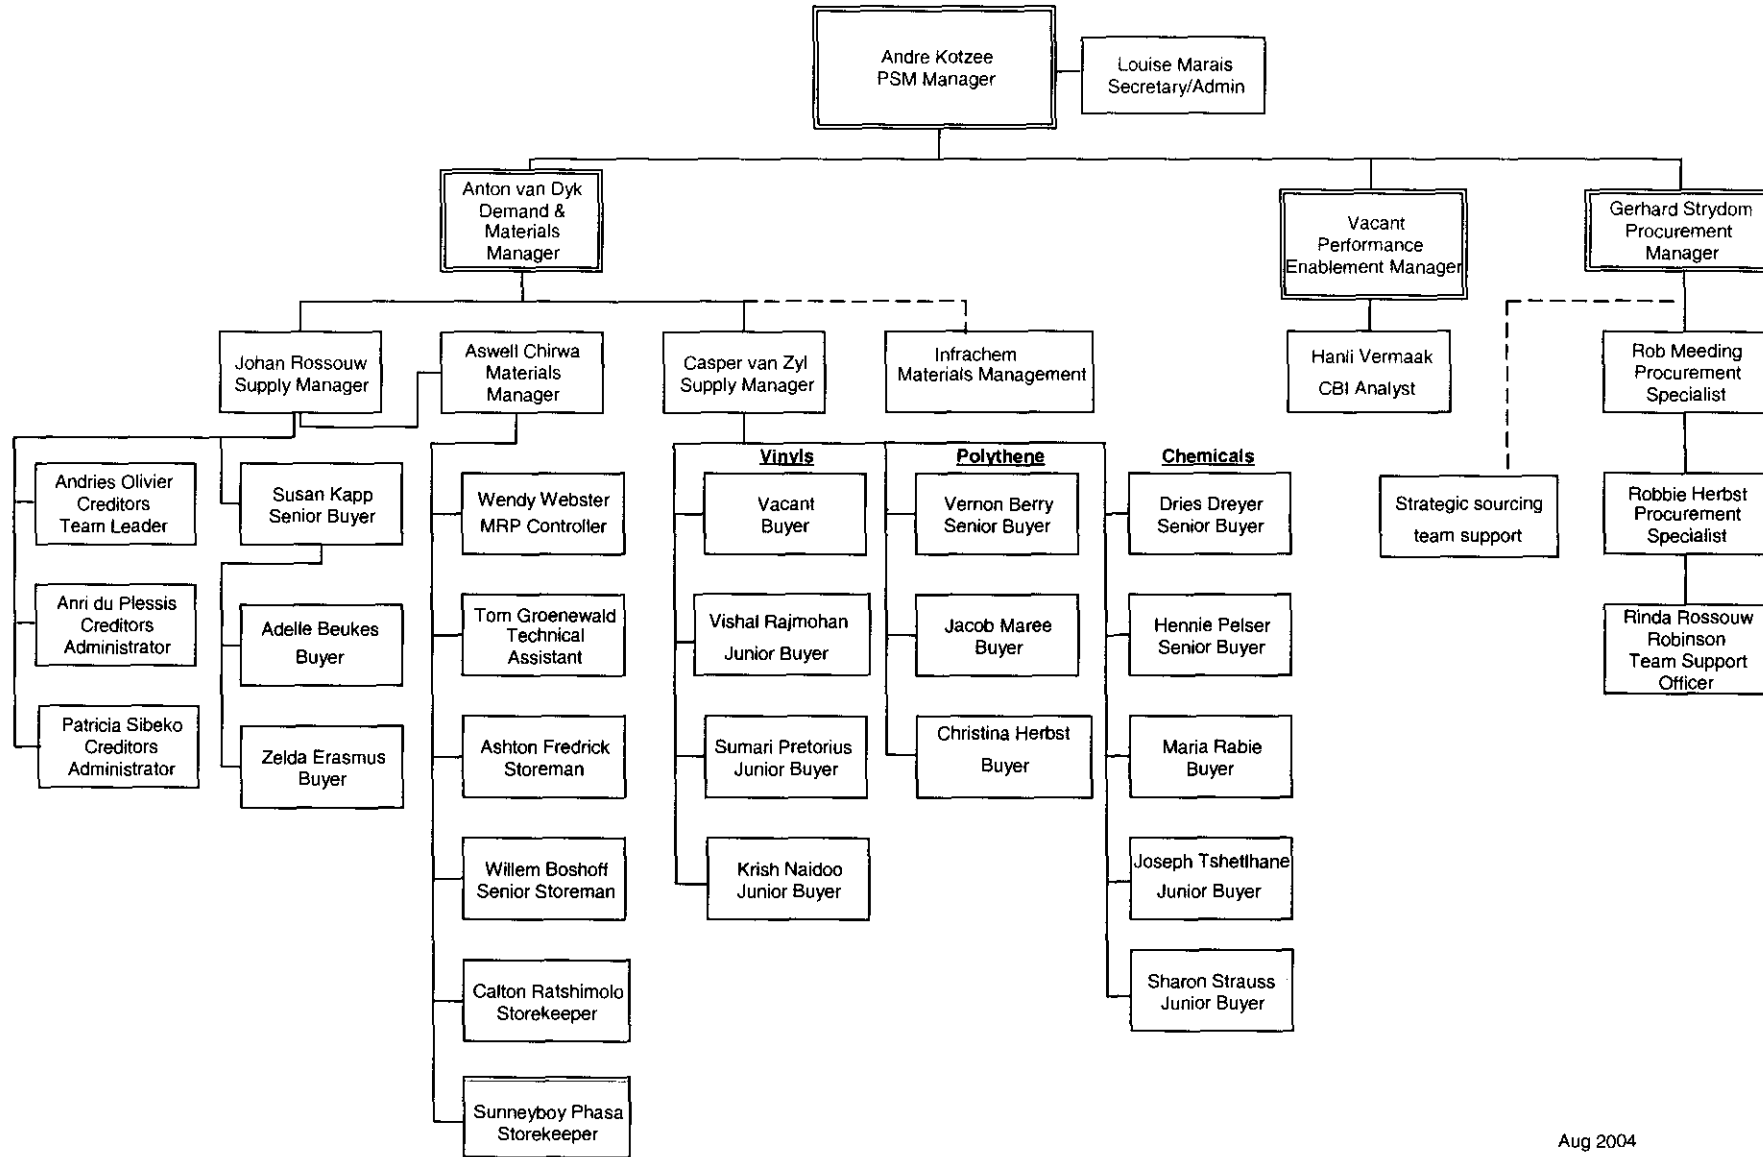 Andre Kotzee
PSM Manager
Louise Marais
Secretary/Admin
Anton van Dyk
Demand &
Materials
Manager
Vacant
Performance
Enablement Manager
Gerhard Strydom
Procurement
Manager
Johan Rossouw
Supply Manager
Aswell Chirwa
Materials
Manager
Casper van Zyl
Supply Manager
Infrachem
Materials Management
Hanli Vermaak
CBI Analyst
Rob Meeding
Procurement
Specialist
Andries Olivier
Creditors
Team Leader
Anri du Plessis
Creditors
Administrator
Patricia Sibeko
Creditors
Administrator
Susan Kapp
Senior Buyer
Adelle Beukes
Buyer
Zelda Erasmus
Buyer
Wendy Webster
MRP Controller
Tom Groenewald
Technical
Assistant
Ashton Fredrick
Storeman
Willem Boshoff
Senior Storeman
Calton Ratshimolo
Storekeeper
Sunneyboy Phasa
Storekeeper
Vinyls
Vacant
Buyer
Vishal Rajmohan
Junior Buyer
Sumari Pretorius
Junior Buyer
Krish Naidoo
Junior Buyer
Polythene
Vernon Berry
Senior Buyer
Jacob Maree
Buyer
Christina Herbst
Buyer
Chemicals
Dries Dreyer
Senior Buyer
Hennie Pelser
Senior Buyer
Maria Rabie
Buyer
Joseph Tshetlhane
Junior Buyer
Sharon Strauss
Junior Buyer
Strategic sourcing
team support
Robbie Herbst
Procurement
Specialist
Rinda Rossouw
Robinson
Team Support
Officer
Aug 2004